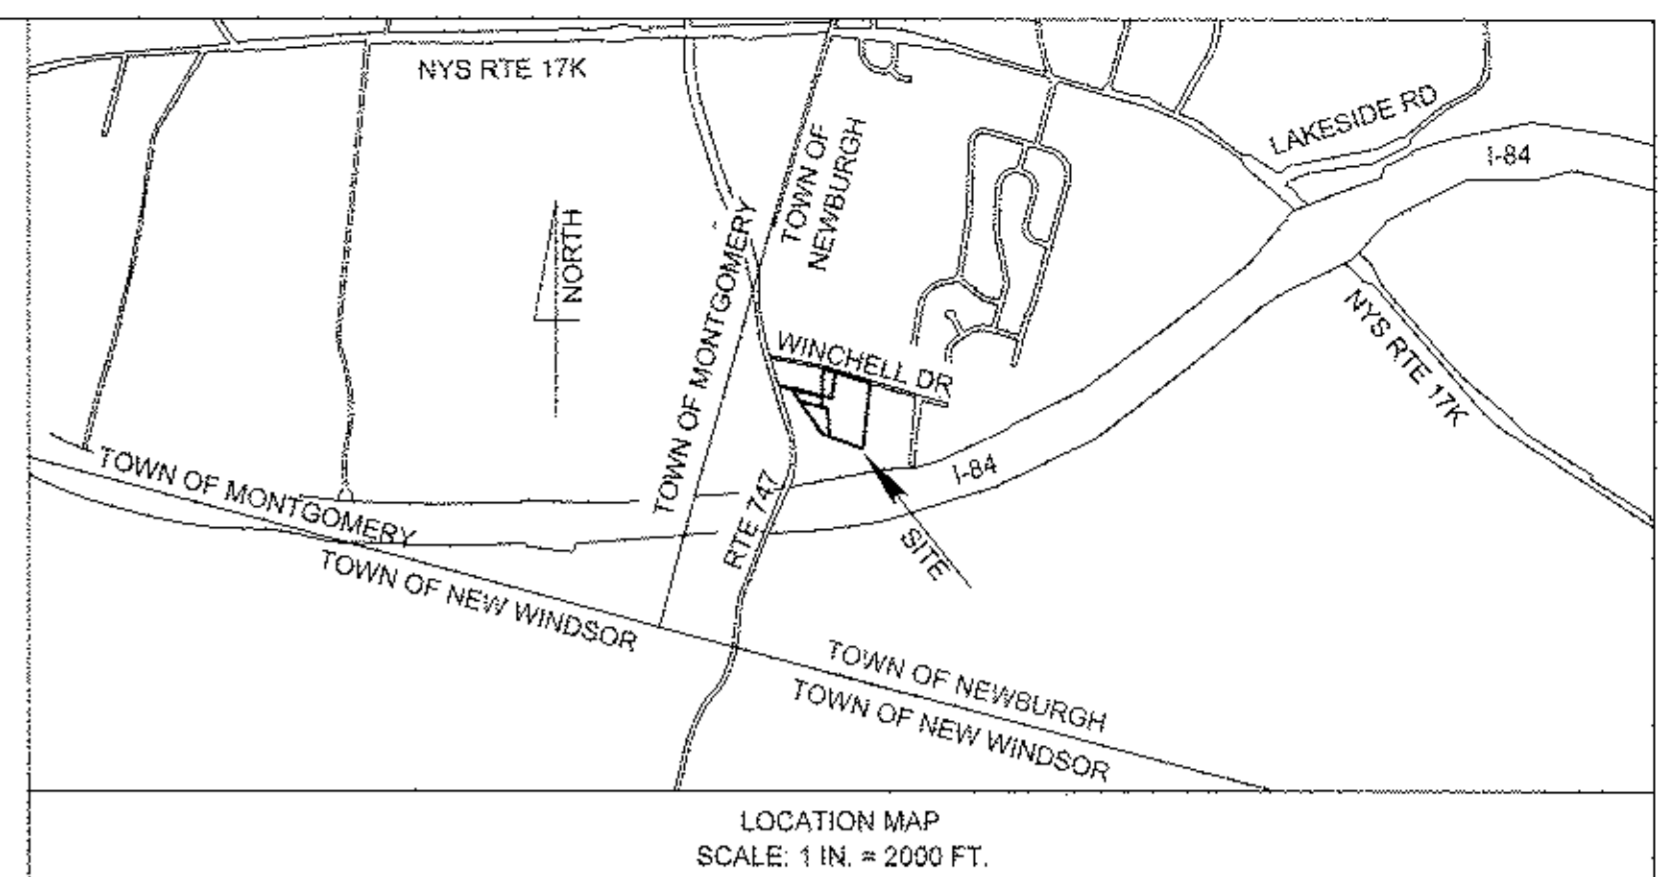 NYS RTE 17K
LAKESIDE RD
I-84
TOWN OF
NEWBURGH
TOWN OF MONTGOMERY
NORTH
WINCHELL DR
NYS RTE 17K
I-84
RTE 747
SITE
TOWN OF MONTGOMERY
TOWN OF NEW WINDSOR
TOWN OF NEWBURGH
TOWN OF NEW WINDSOR
LOCATION MAP
SCALE: 1 IN. = 2000 FT.